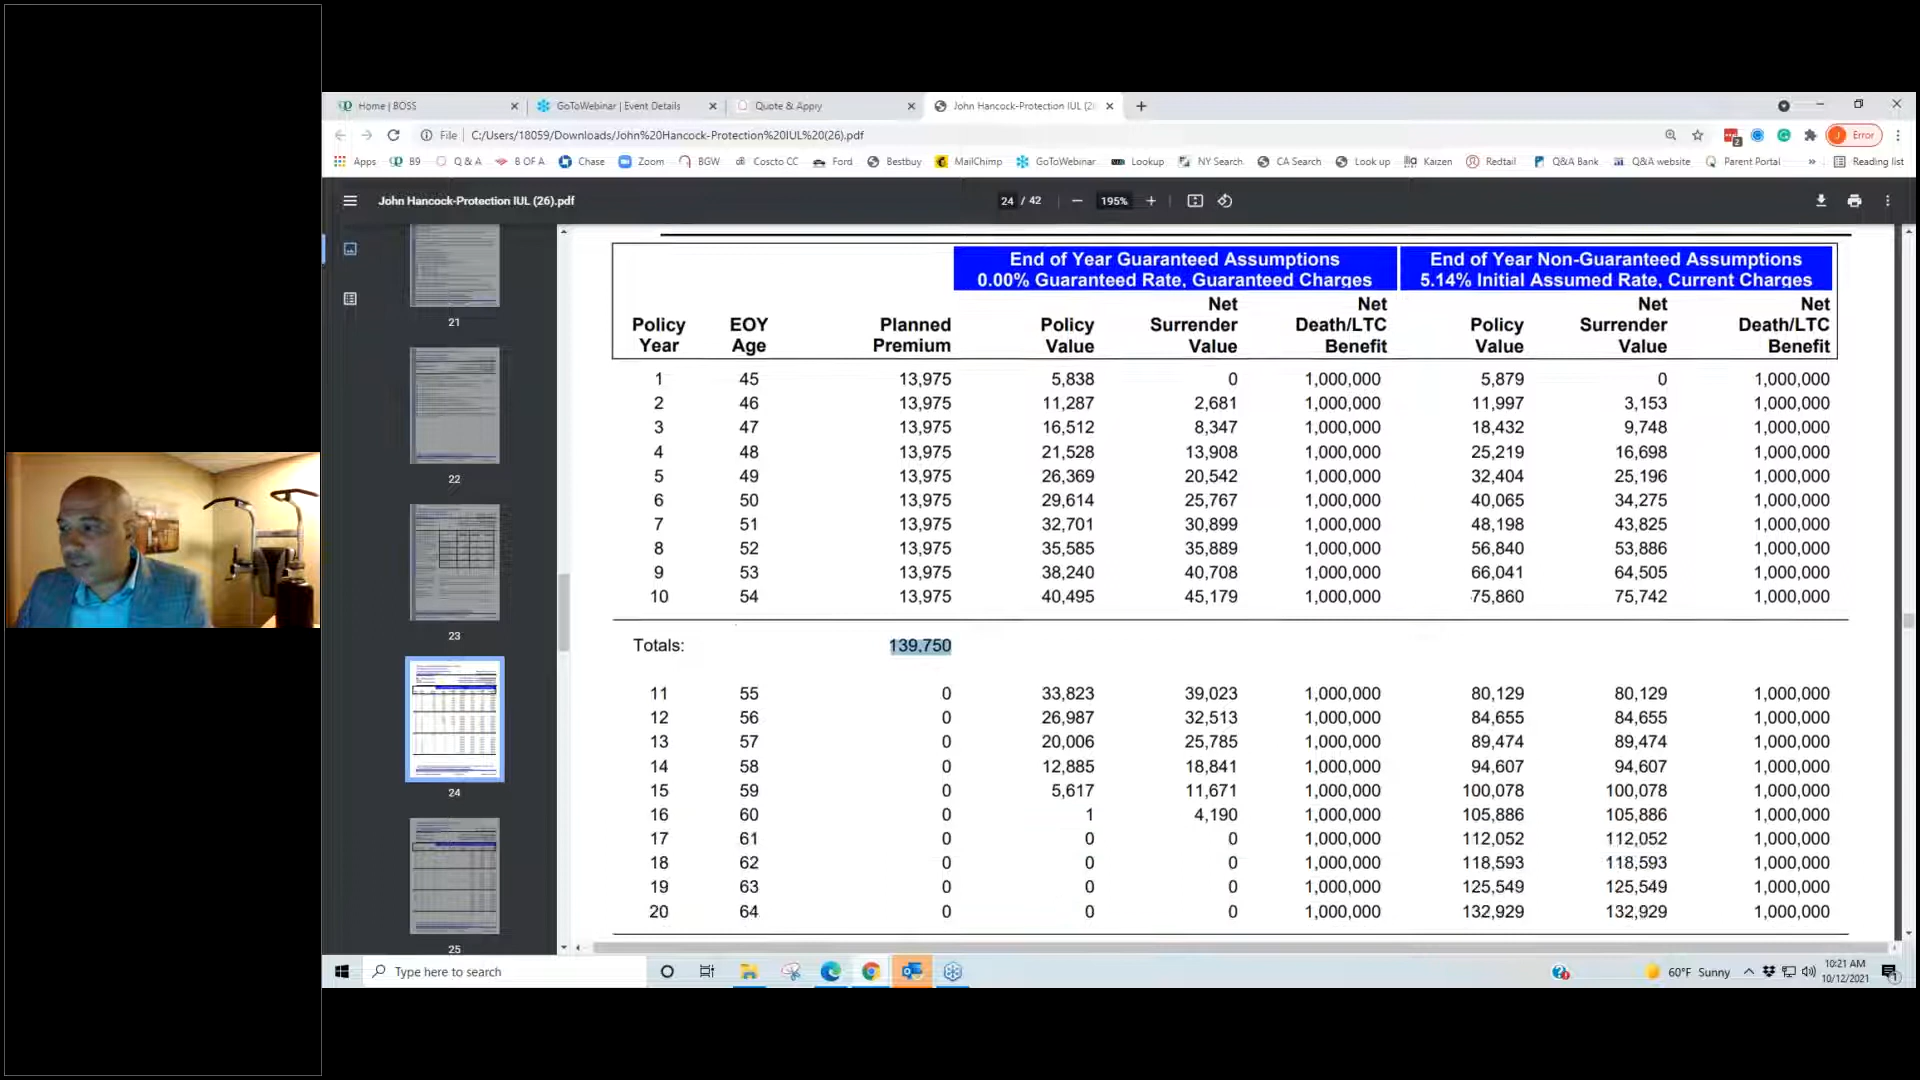 Home | BOSS
GoToWebinar | Event Details
Quote & Appry
John Hancock-Protection IUL (2
File C:/Users/18059/Downloads/John%20Hancock-Protection%20IUL%20(26).pdf
Error
Apps B9 Q & A B OF A Chase Zoom BGW Coscto CC Ford Bestbuy MailChimp GoToWebinar Lookup NY Search CA Search Look up Kaizen Redtail Q&A Bank Q&A website Parent Portal » Reading list
John Hancock-Protection IUL (26).pdf
24 / 42
195%
21
22
23
24
25
End of Year Guaranteed Assumptions
0.00% Guaranteed Rate, Guaranteed Charges
End of Year Non-Guaranteed Assumptions
5.14% Initial Assumed Rate, Current Charges
Policy Year EOY Age Planned Premium Policy Value Net Surrender Value Net Death/LTC Benefit Policy Value Net Surrender Value Net Death/LTC Benefit
1 45 13,975 5,838 0 1,000,000 5,879 0 1,000,000
2 46 13,975 11,287 2,681 1,000,000 11,997 3,153 1,000,000
3 47 13,975 16,512 8,347 1,000,000 18,432 9,748 1,000,000
4 48 13,975 21,528 13,908 1,000,000 25,219 16,698 1,000,000
5 49 13,975 26,369 20,542 1,000,000 32,404 25,196 1,000,000
6 50 13,975 29,614 25,767 1,000,000 40,065 34,275 1,000,000
7 51 13,975 32,701 30,899 1,000,000 48,198 43,825 1,000,000
8 52 13,975 35,585 35,889 1,000,000 56,840 53,886 1,000,000
9 53 13,975 38,240 40,708 1,000,000 66,041 64,505 1,000,000
10 54 13,975 40,495 45,179 1,000,000 75,860 75,742 1,000,000
Totals: 139,750
11 55 0 33,823 39,023 1,000,000 80,129 80,129 1,000,000
12 56 0 26,987 32,513 1,000,000 84,655 84,655 1,000,000
13 57 0 20,006 25,785 1,000,000 89,474 89,474 1,000,000
14 58 0 12,885 18,841 1,000,000 94,607 94,607 1,000,000
15 59 0 5,617 11,671 1,000,000 100,078 100,078 1,000,000
16 60 0 1 4,190 1,000,000 105,886 105,886 1,000,000
17 61 0 0 0 1,000,000 112,052 112,052 1,000,000
18 62 0 0 0 1,000,000 118,593 118,593 1,000,000
19 63 0 0 0 1,000,000 125,549 125,549 1,000,000
20 64 0 0 0 1,000,000 132,929 132,929 1,000,000
Type here to search
60°F Sunny
10:21 AM
10/12/2021